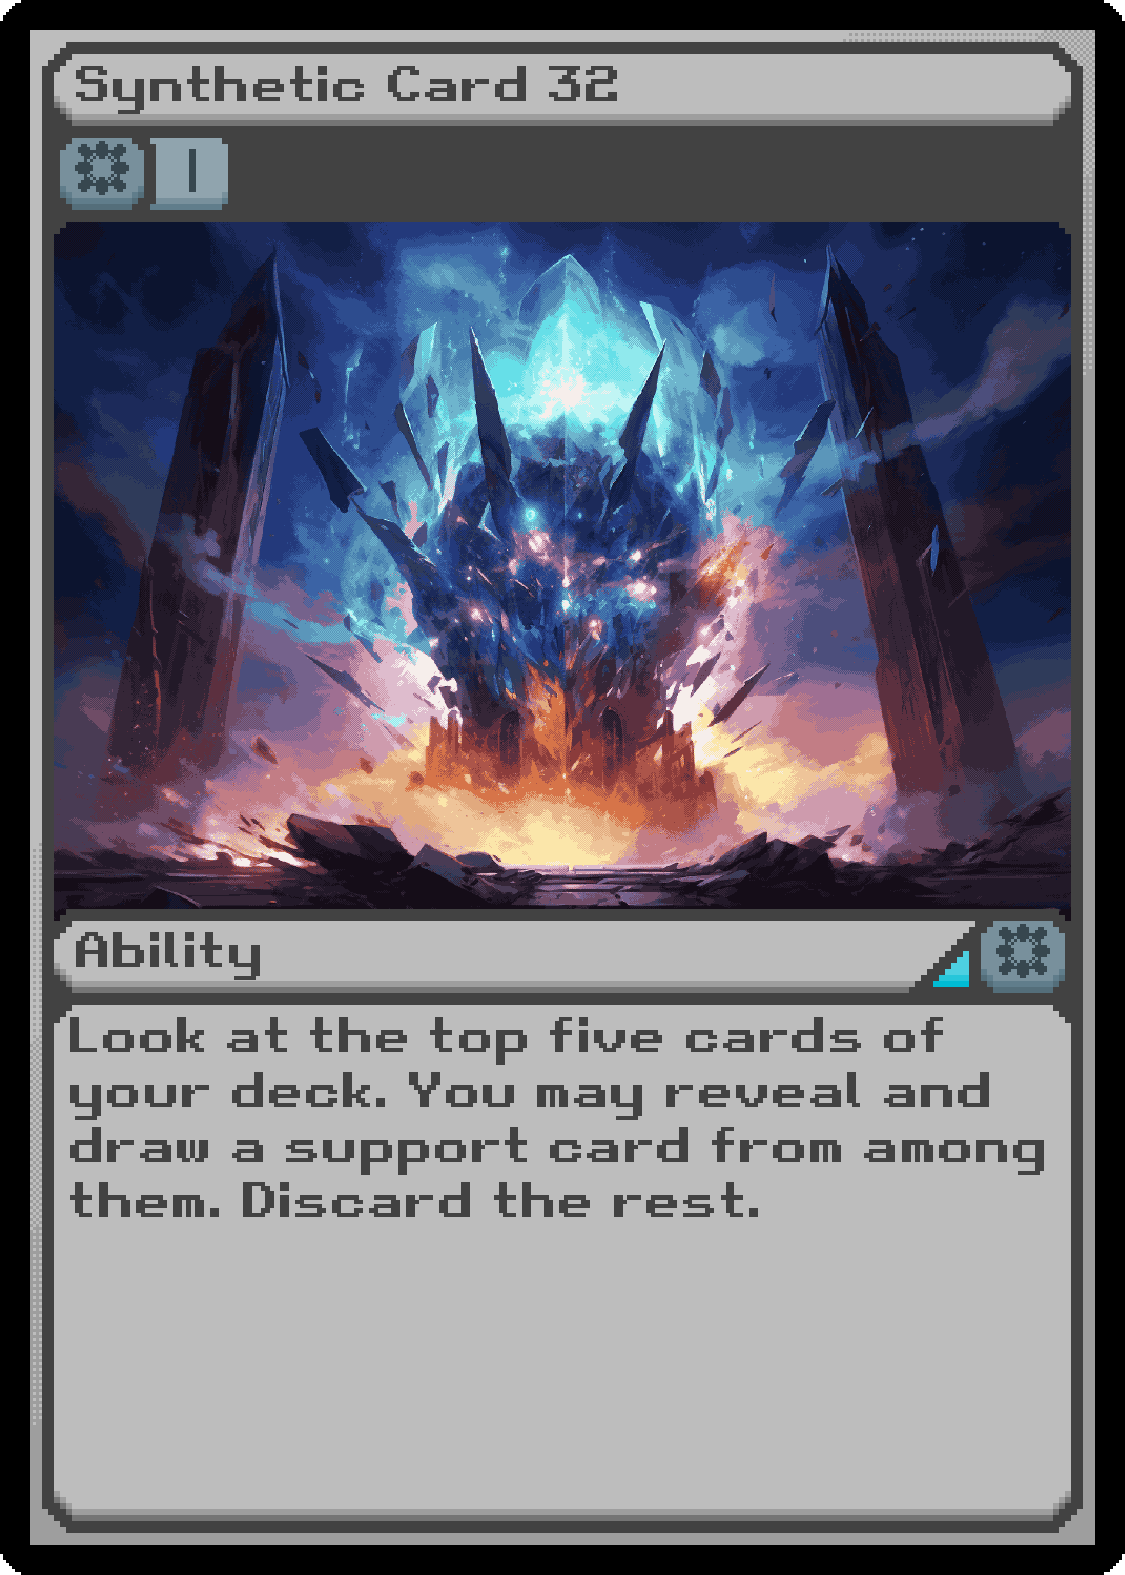 Synthetic Card 32
I
Ability
Look at the top five cards of
your deck. You may reveal and
draw a support card from among
them. Discard the rest.